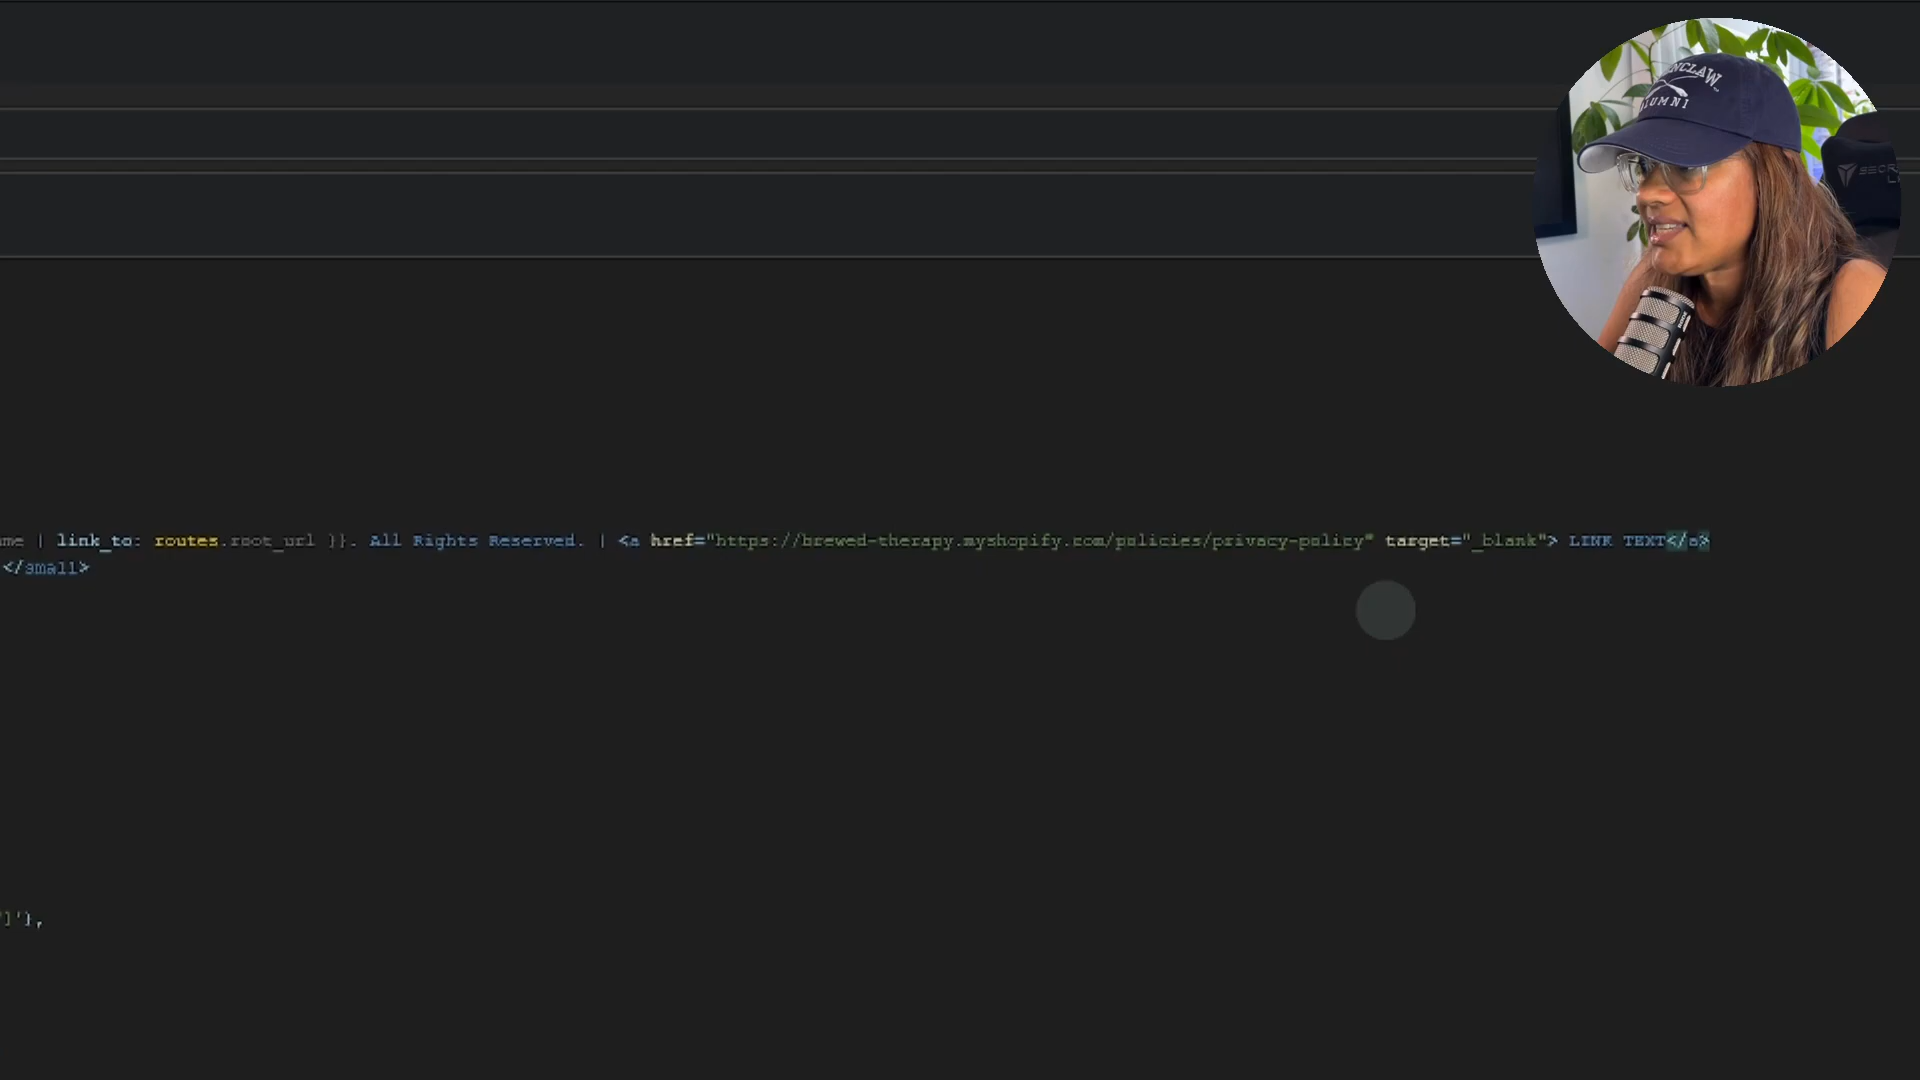 ALUMNI
me | link_to: routes.root_url }}. All Rights Reserved. | <a href="https://brewed-therapy.myshopify.com/policies/privacy-policy" target="_blank"> LINK TEXT</a>
</small>
']'},